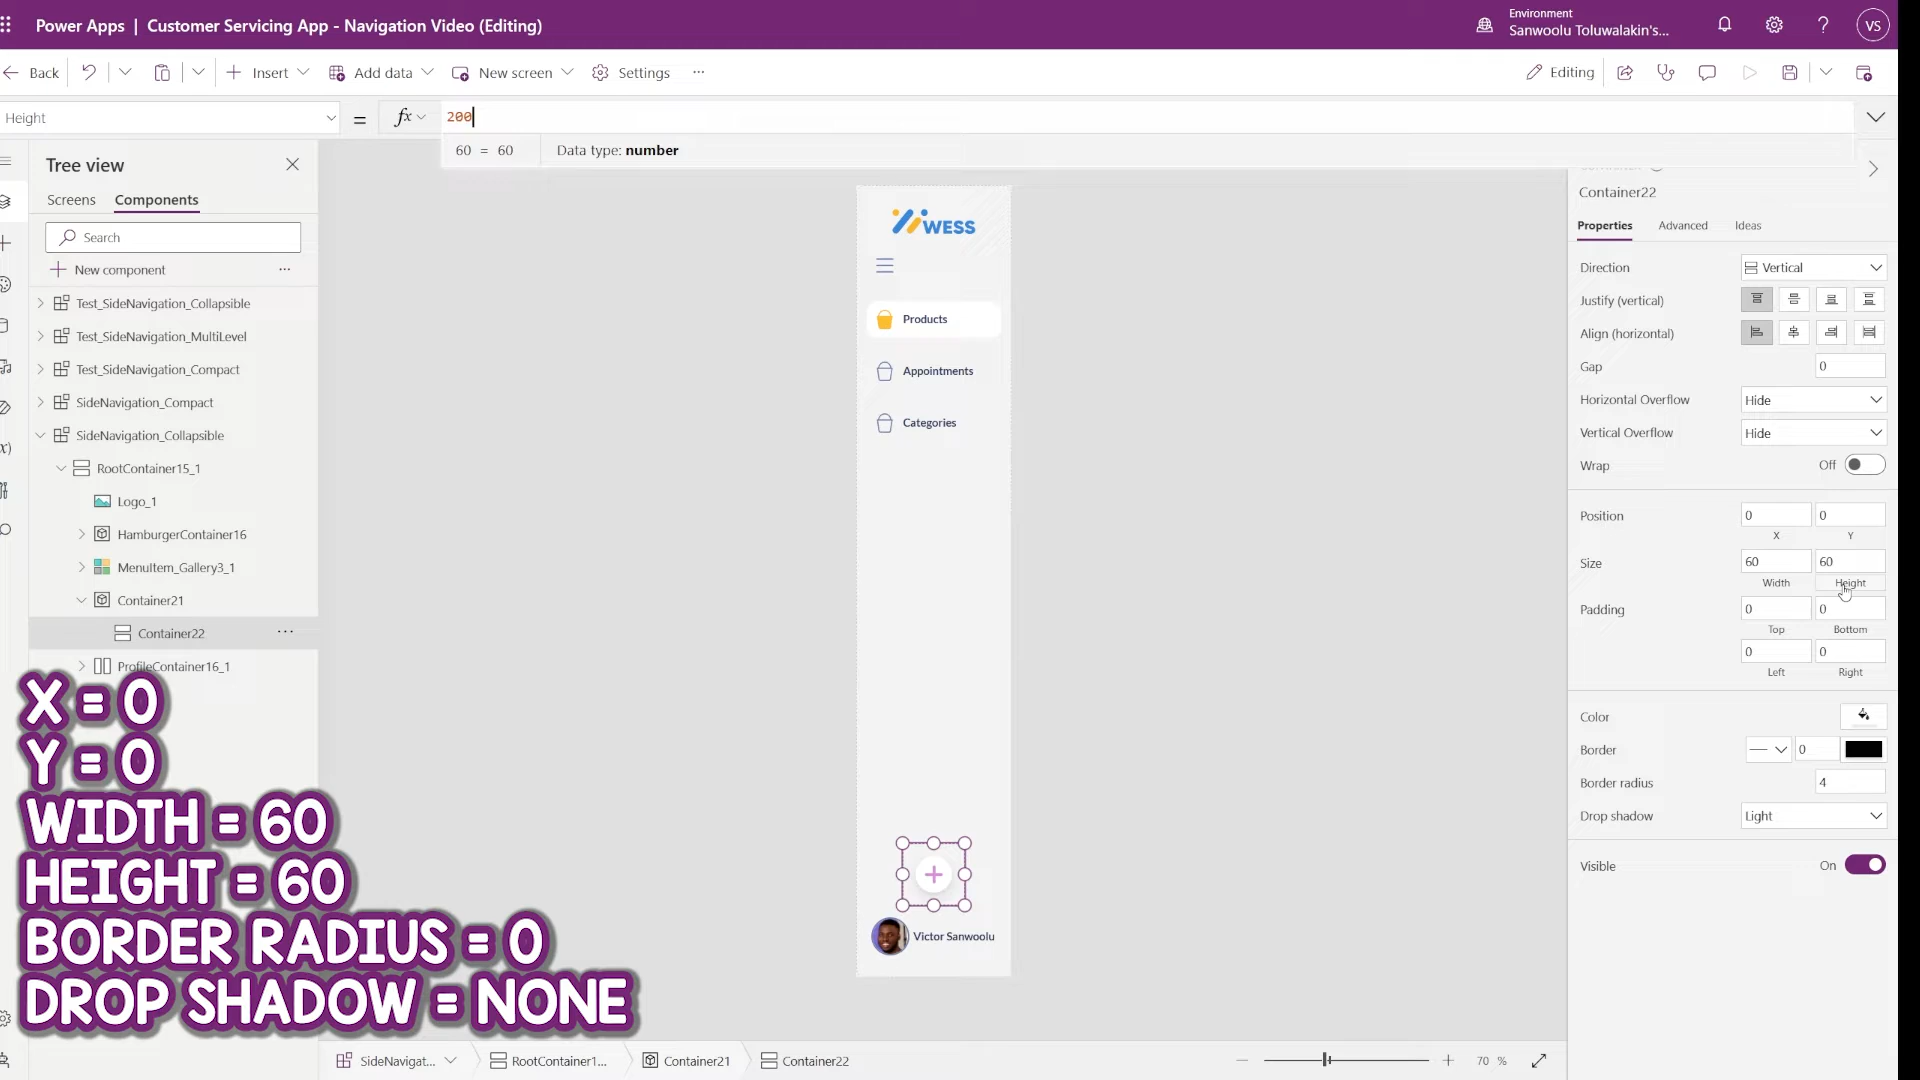 Power Apps | Customer Servicing App - Navigation Video (Editing)
Environment
Sanwoolu Toluwalakin's...
VS
Back
Insert
Add data
New screen
Settings
...
Editing
Height
=
fx
200
60 = 60
Data type: number
Tree view
Screens
Components
Search
New component
...
Test_SideNavigation_Collapsible
Test_SideNavigation_MultiLevel
Test_SideNavigation_Compact
SideNavigation_Compact
SideNavigation_Collapsible
RootContainer15_1
Logo_1
HamburgerContainer16
MenuItem_Gallery3_1
Container21
Container22
...
ProfileContainer16_1
X = 0
Y = 0
WIDTH = 60
HEIGHT = 60
BORDER RADIUS = 0
DROP SHADOW = NONE
WESS
Products
Appointments
Categories
Victor Sanwoolu
Container22
Properties
Advanced
Ideas
Direction
Vertical
Justify (vertical)
Align (horizontal)
Gap
0
Horizontal Overflow
Hide
Vertical Overflow
Hide
Wrap
Off
Position
0
0
X
Y
Size
60
60
Width
Height
Padding
0
0
Top
Bottom
0
0
Left
Right
Color
Border
0
Border radius
4
Drop shadow
Light
Visible
On
SideNavigat...
RootContainer1...
Container21
Container22
70 %